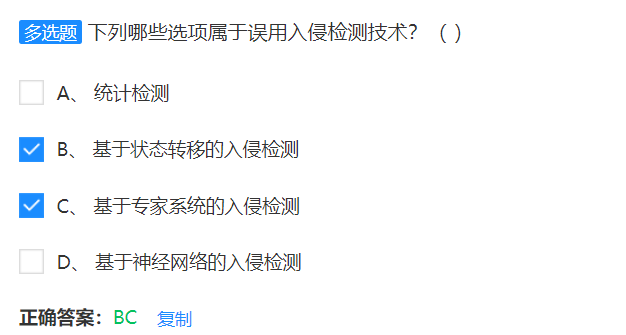 多选题 下列哪些选项属于误用入侵检测技术？（ ）
A、 统计检测
B、 基于状态转移的入侵检测
C、 基于专家系统的入侵检测
D、 基于神经网络的入侵检测
正确答案：BC 复制